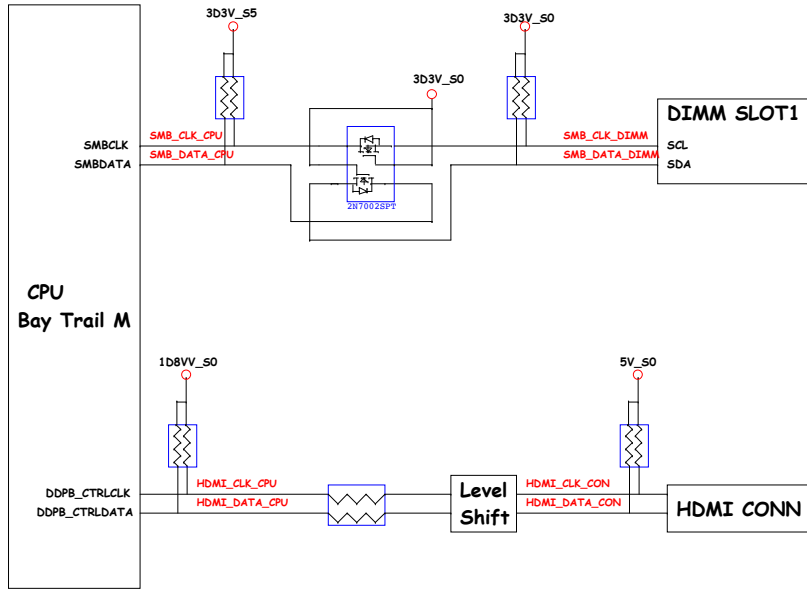 3D3V_S5
3D3V_S0
3D3V_S0
DIMM SLOT1
SMB_CLK_CPU
SMB_CLK_DIMM
SMBCLK
SCL
SMB_DATA_CPU
SMB_DATA_DIMM
SMBDATA
SDA
2N7002SPT
CPU
Bay Trail M
1D8VV_S0
5V_S0
HDMI_CLK_CPU
Level
HDMI_CLK_CON
DDPB_CTRLCLK
HDMI_DATA_CPU
HDMI_DATA_CON
DDPB_CTRLDATA
Shift
HDMI CONN